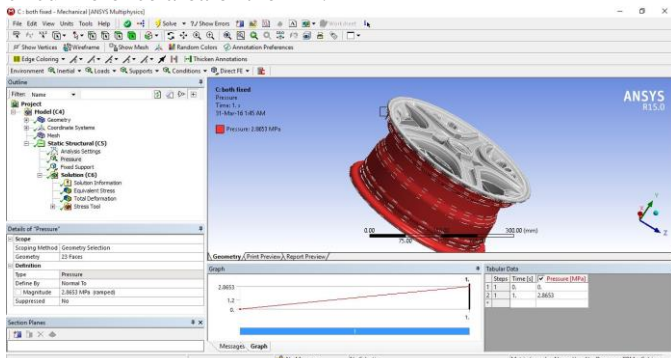 C : both fixed - Mechanical [ANSYS Multiphysics]
File Edit View Units Tools Help Solve ?/ Show Errors Worksheet
Show Vertices Wireframe Show Mesh Random Colors Annotation Preferences
Edge Coloring Thicken Annotations
Environment Inertial Loads Supports Conditions Direct FE
Outline
Filter: Name
Project
Model (C4)
Geometry
Coordinate Systems
Mesh
Static Structural (C5)
Analysis Settings
Pressure
Fixed Support
Solution (C6)
Solution Information
Equivalent Stress
Total Deformation
Stress Tool
Details of "Pressure"
Scope
Scoping Method Geometry Selection
Geometry 23 Faces
Definition
Type Pressure
Define By Normal To
Magnitude 2.8653 MPa (ramped)
Suppressed No
Section Planes
C: both fixed
Pressure
Time: 1. s
31-Mar-16 1:45 AM
Pressure: 2.8653 MPa
ANSYS
R15.0
0.00 300.00 (mm)
75.00
Y
X
Z
Geometry Print Preview Report Preview
Graph
1.
2.8653
1.2
0.
1.
1
Messages Graph
Tabular Data
Steps Time [s] Pressure [MPa]
1 1 0. 0.
2 1 1. 2.8653
*